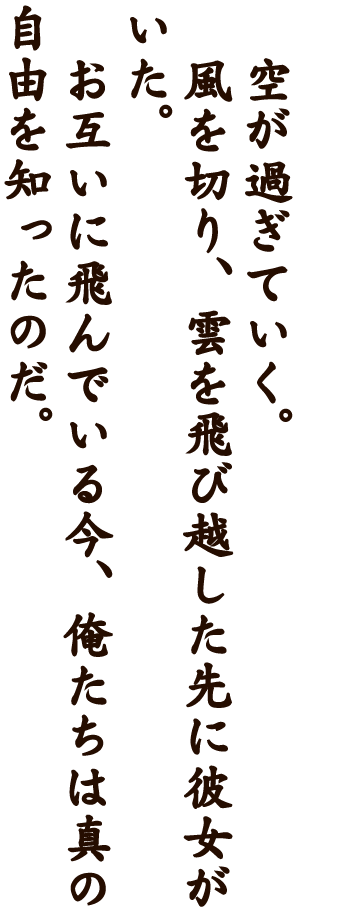 空が過ぎていく。
風を切り、雲を飛び越した先に彼女が
いた。
お互いに飛んでいる今、俺たちは真の
自由を知ったのだ。